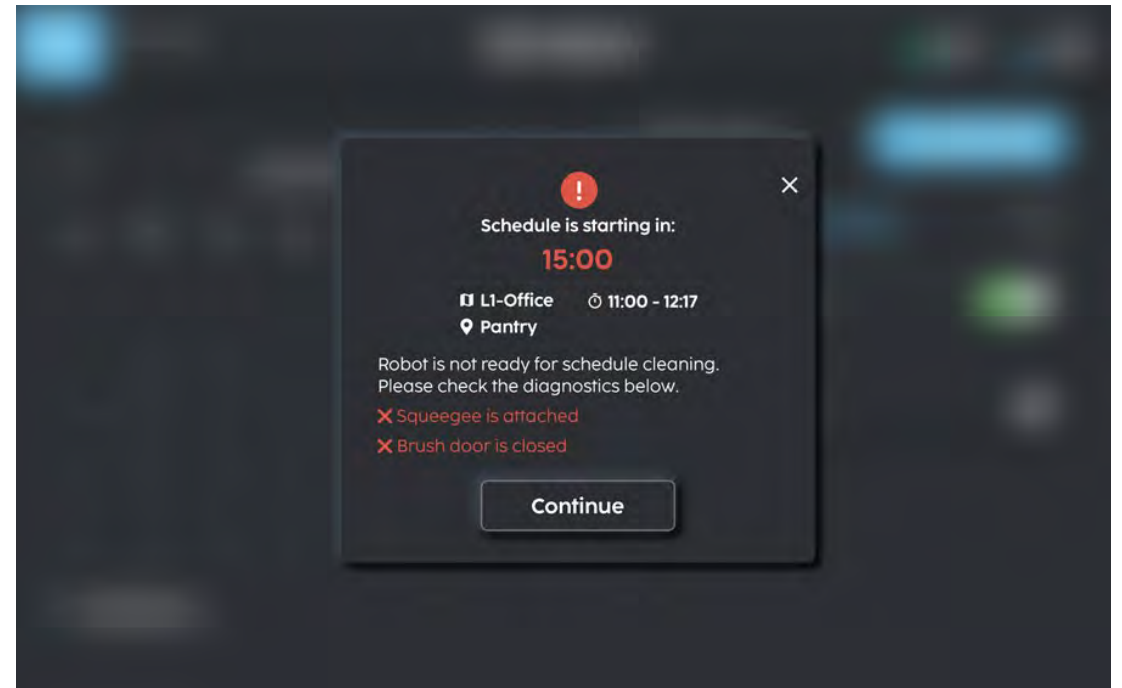 Schedule is starting in:
15:00
L1-Office 11:00 - 12:17
Pantry
Robot is not ready for schedule cleaning.
Please check the diagnostics below.
Squeegee is attached
Brush door is closed
Continue